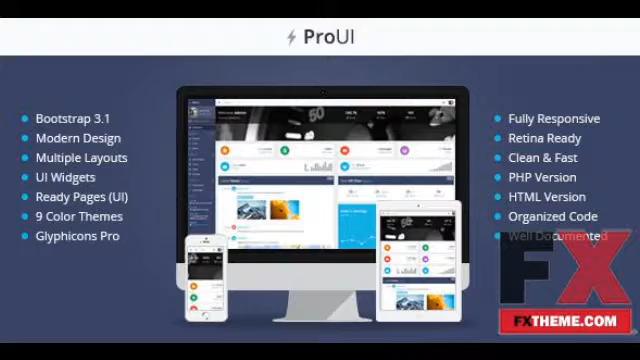 ProUI
Bootstrap 3.1
Modern Design
Multiple Layouts
UI Widgets
Ready Pages (UI)
9 Color Themes
Glyphicons Pro
Fully Responsive
Retina Ready
Clean & Fast
PHP Version
HTML Version
Organized Code
Well Documented
FX
FXTHEME.COM